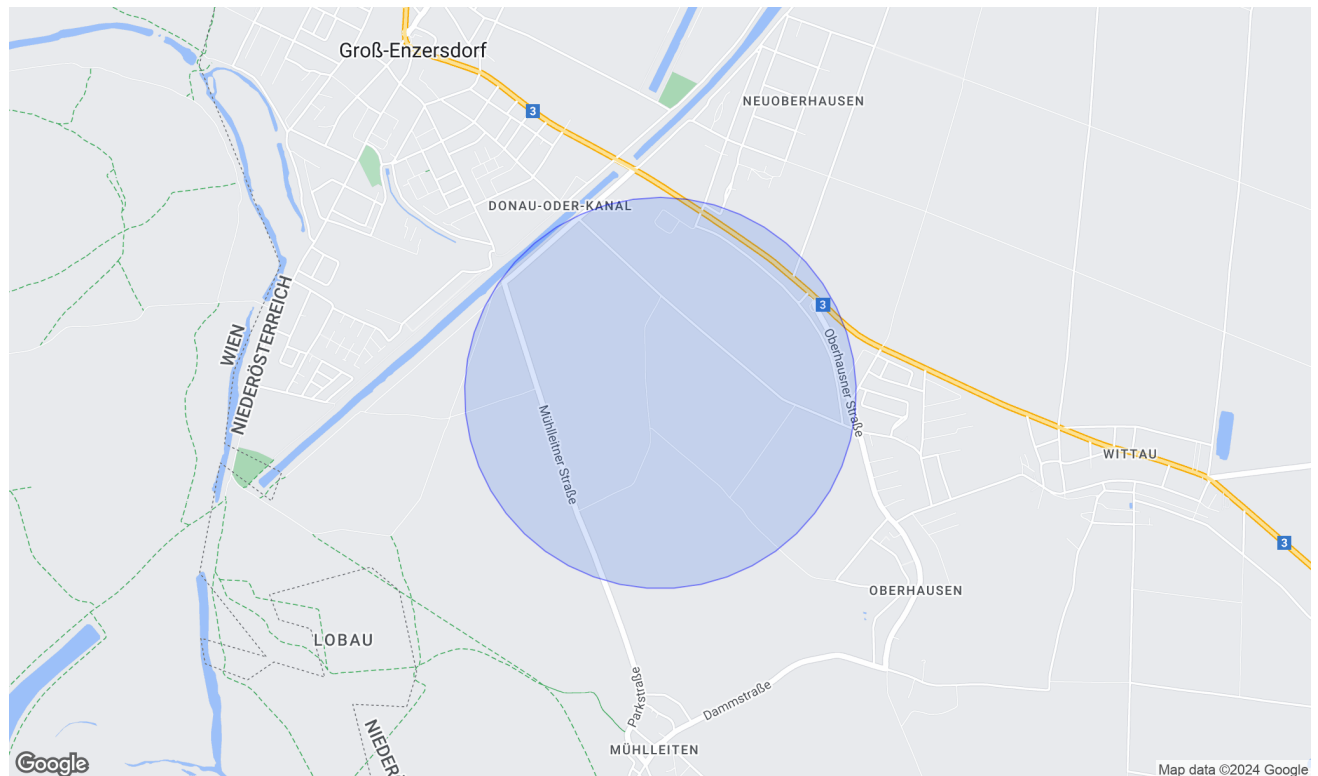 Groß-Enzersdorf
3
NEUOBERHAUSEN
DONAU-ODER-KANAL
WIEN
NIEDERÖSTERREICH
3
Oberhausner Straße
Mühlleitner Straße
WITTAU
3
OBERHAUSEN
LOBAU
Parkstraße
Dammstraße
NIEDER
MÜHLLEITEN
Google
Map data ©2024 Google